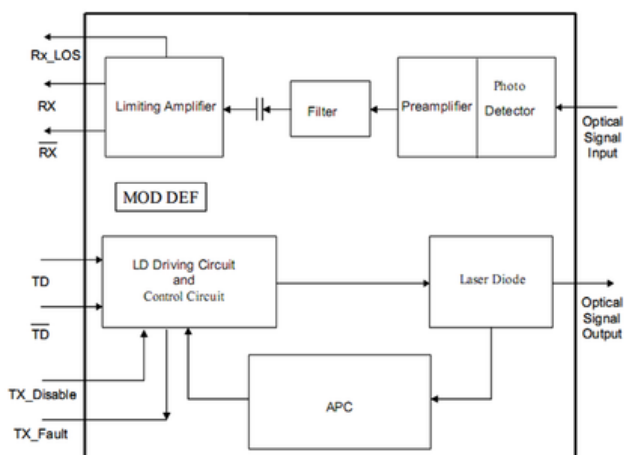 Rx_LOS
RX
RX
Limiting Amplifier
Filter
Preamplifier
Photo
Detector
Optical
Signal
Input
MOD DEF
TD
TD
LD Driving Circuit
and
Control Circuit
Laser Diode
Optical
Signal
Output
TX_Disable
TX_Fault
APC